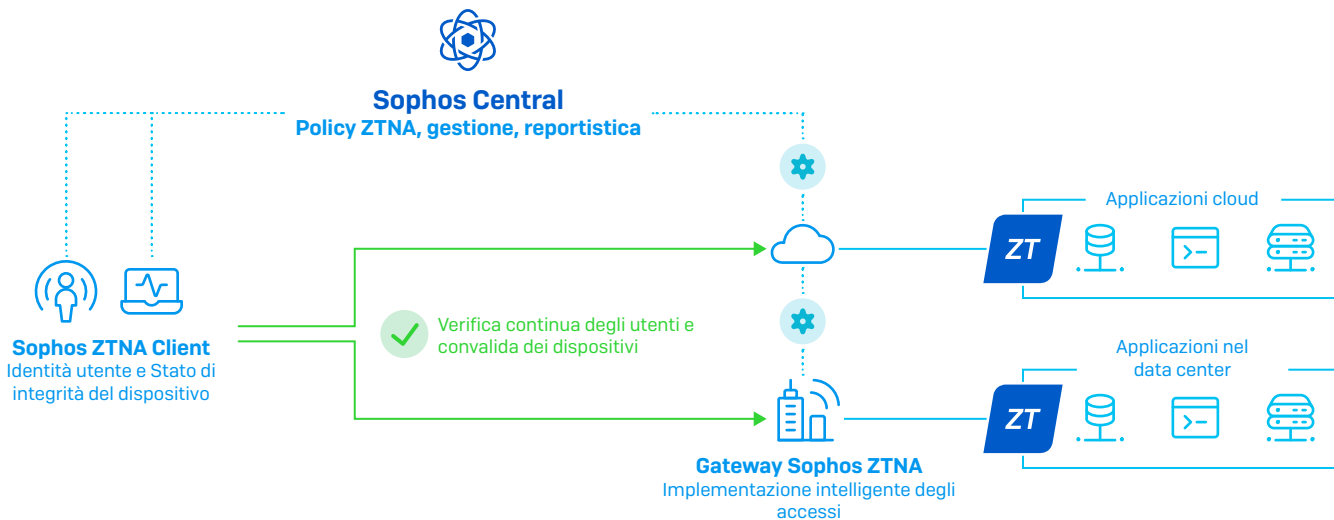 Sophos Central
Policy ZTNA, gestione, reportistica
Applicazioni cloud
ZT
Verifica continua degli utenti e
convalida dei dispositivi
Sophos ZTNA Client
Identità utente e Stato di
integrità del dispositivo
Applicazioni nel
data center
ZT
Gateway Sophos ZTNA
Implementazione intelligente degli
accessi